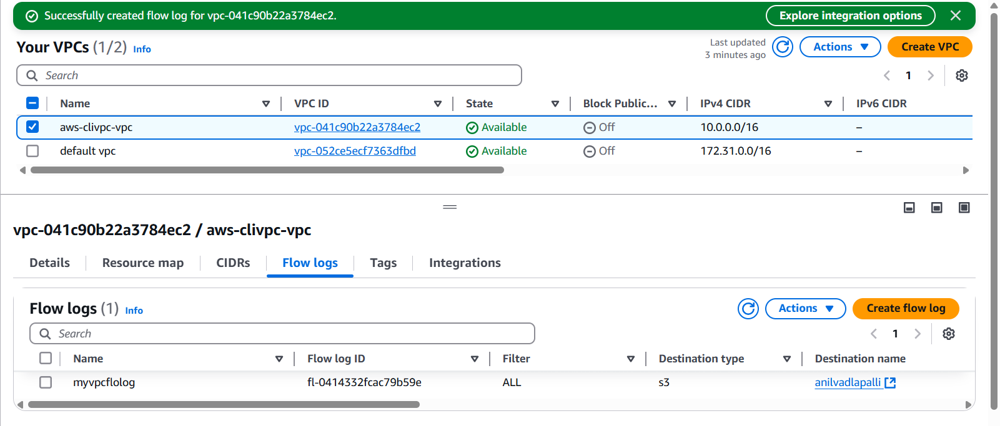 Successfully created flow log for vpc-041c90b22a3784ec2. Explore integration options
Your VPCs (1/2) Info
Last updated
3 minutes ago
Actions
Create VPC
Search
1
Name VPC ID State Block Public... IPv4 CIDR IPv6 CIDR
aws-clivpc-vpc vpc-041c90b22a3784ec2 Available Off 10.0.0.0/16 –
default vpc vpc-052ce5ecf7363dfbd Available Off 172.31.0.0/16 –
vpc-041c90b22a3784ec2 / aws-clivpc-vpc
Details Resource map CIDRs Flow logs Tags Integrations
Flow logs (1) Info Actions Create flow log
Search 1
Name Flow log ID Filter Destination type Destination name
myvpcflolog fl-0414332fcac79b59e ALL s3 anilvadlapalli